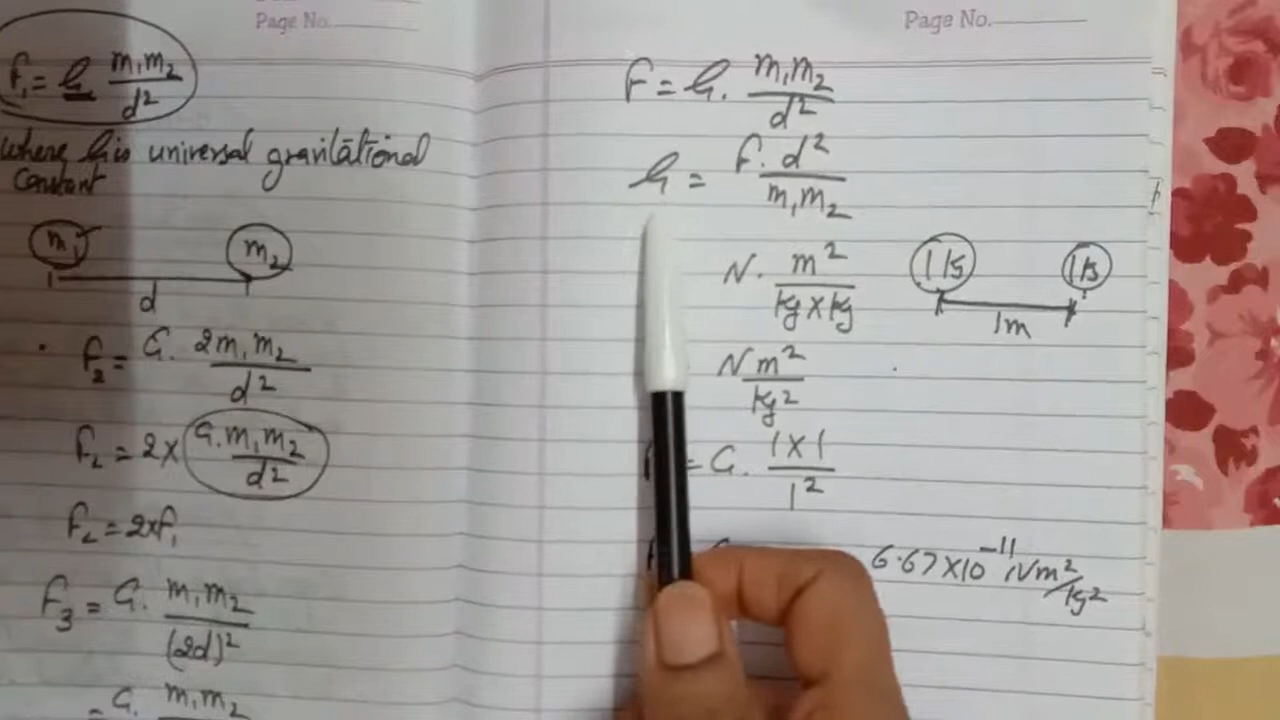 Page No.
F₁ = G m₁m₂/d²
where G is universal gravitational
constant
m₁ m₂
d
F₂ = G. 2m₁m₂/d²
F₂ = 2× G.m₁m₂/d²
F₂ = 2×F₁
F₃ = G. m₁m₂/(2d)²
= G. m₁m₂
Page No.
F = G. m₁m₂/d²
G = F.d²/m₁m₂
N. m²/kg×kg
1kg 1kg
1m
Nm²/kg²
= G. 1×1/1²
6.67×10⁻¹¹ Nm²/kg²